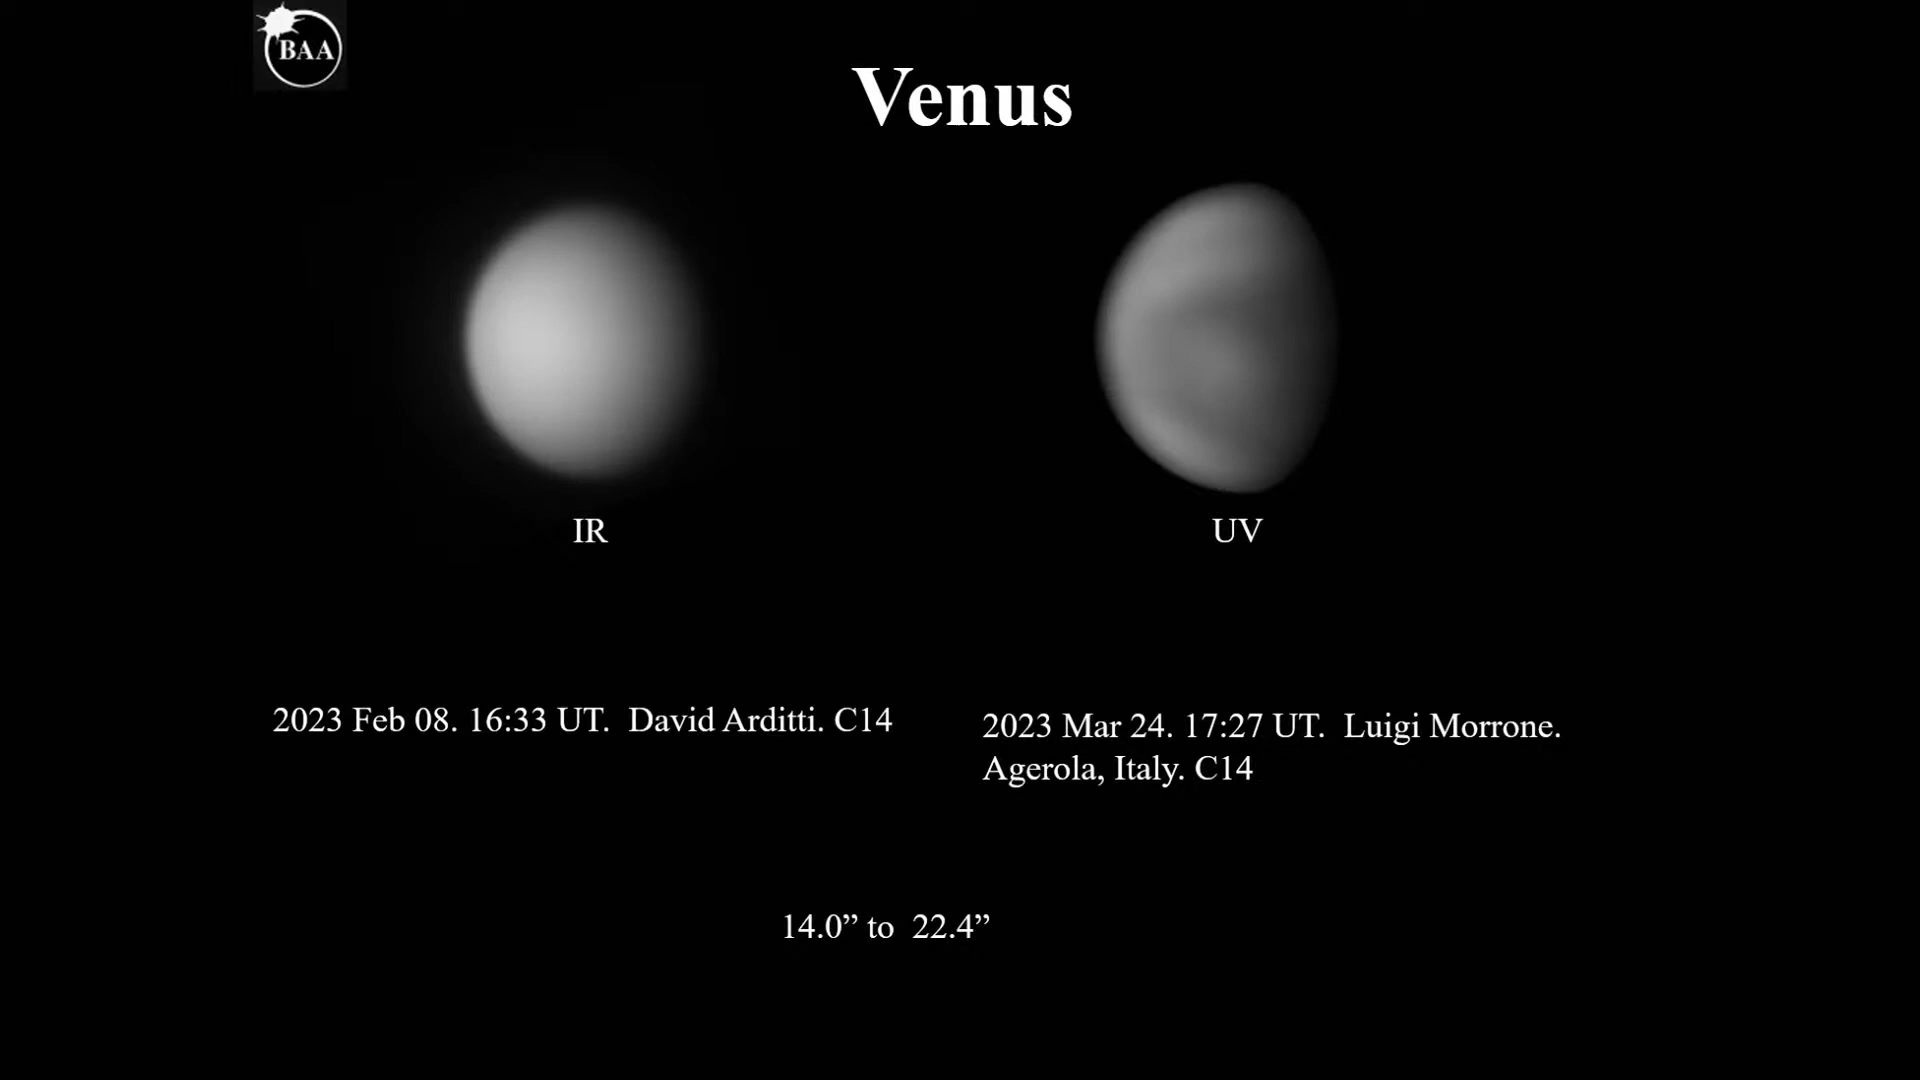 BAA
Venus
IR
UV
2023 Feb 08. 16:33 UT.  David Arditti. C14
2023 Mar 24. 17:27 UT.  Luigi Morrone.
Agerola, Italy. C14
14.0” to  22.4”